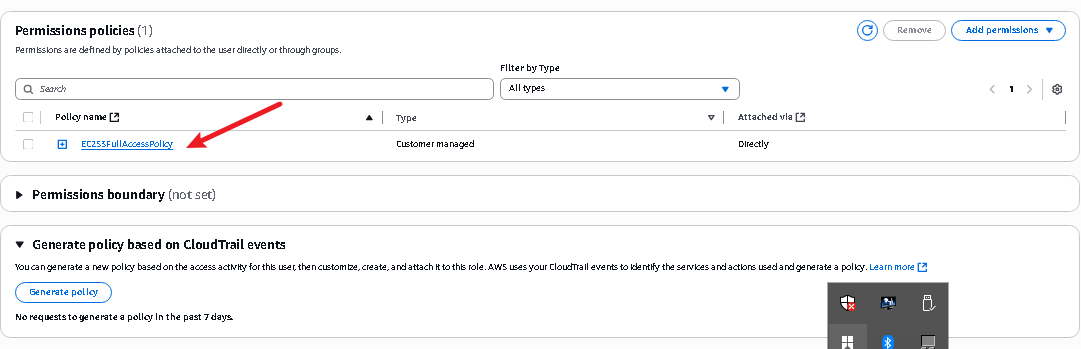 Permissions policies (1)
Remove
Add permissions
Permissions are defined by policies attached to the user directly or through groups.
Filter by Type
Search
All types
1
Policy name
Type
Attached via
EC2S3FullAccessPolicy
Customer managed
Directly
Permissions boundary (not set)
Generate policy based on CloudTrail events
You can generate a new policy based on the access activity for this user, then customize, create, and attach it to this role. AWS uses your CloudTrail events to identify the services and actions used and generate a policy. Learn more
Generate policy
No requests to generate a policy in the past 7 days.